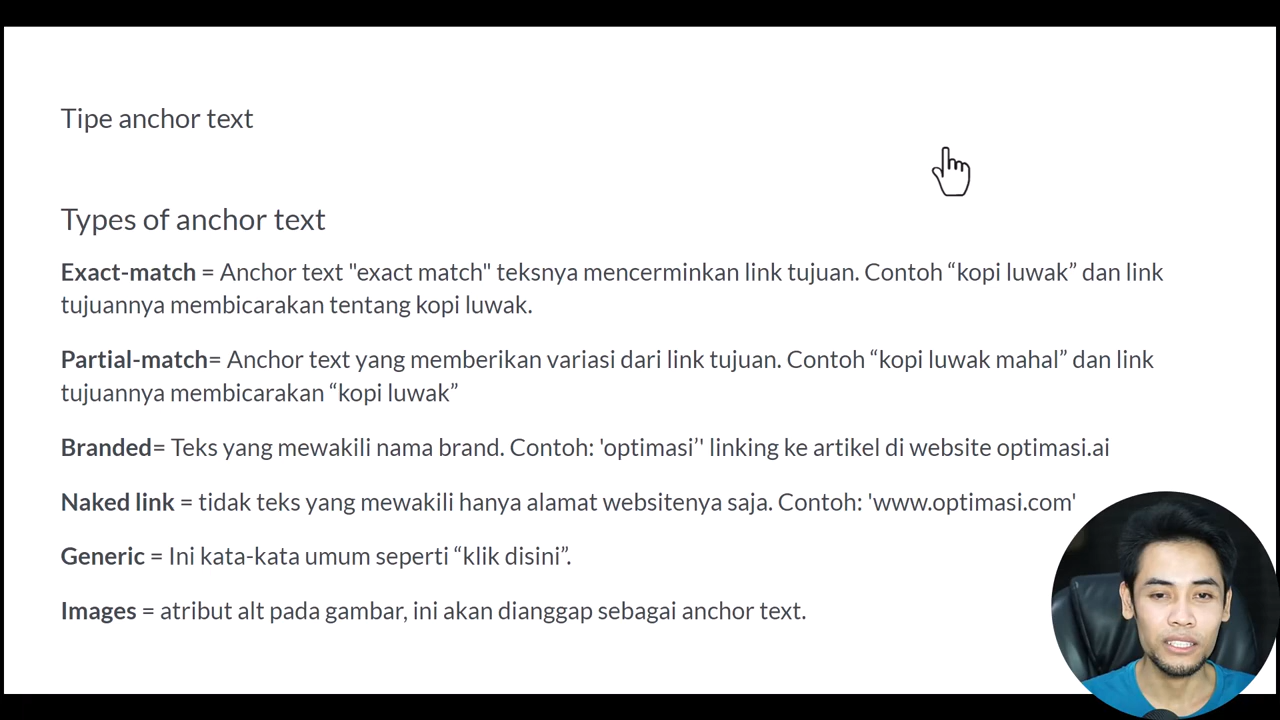 Tipe anchor text
Types of anchor text
Exact-match = Anchor text "exact match" teksnya mencerminkan link tujuan. Contoh “kopi luwak” dan link
tujuannya membicarakan tentang kopi luwak.
Partial-match= Anchor text yang memberikan variasi dari link tujuan. Contoh “kopi luwak mahal” dan link
tujuannya membicarakan “kopi luwak”
Branded= Teks yang mewakili nama brand. Contoh: 'optimasi’' linking ke artikel di website optimasi.ai
Naked link = tidak teks yang mewakili hanya alamat websitenya saja. Contoh: 'www.optimasi.com'
Generic = Ini kata-kata umum seperti “klik disini”.
Images = atribut alt pada gambar, ini akan dianggap sebagai anchor text.